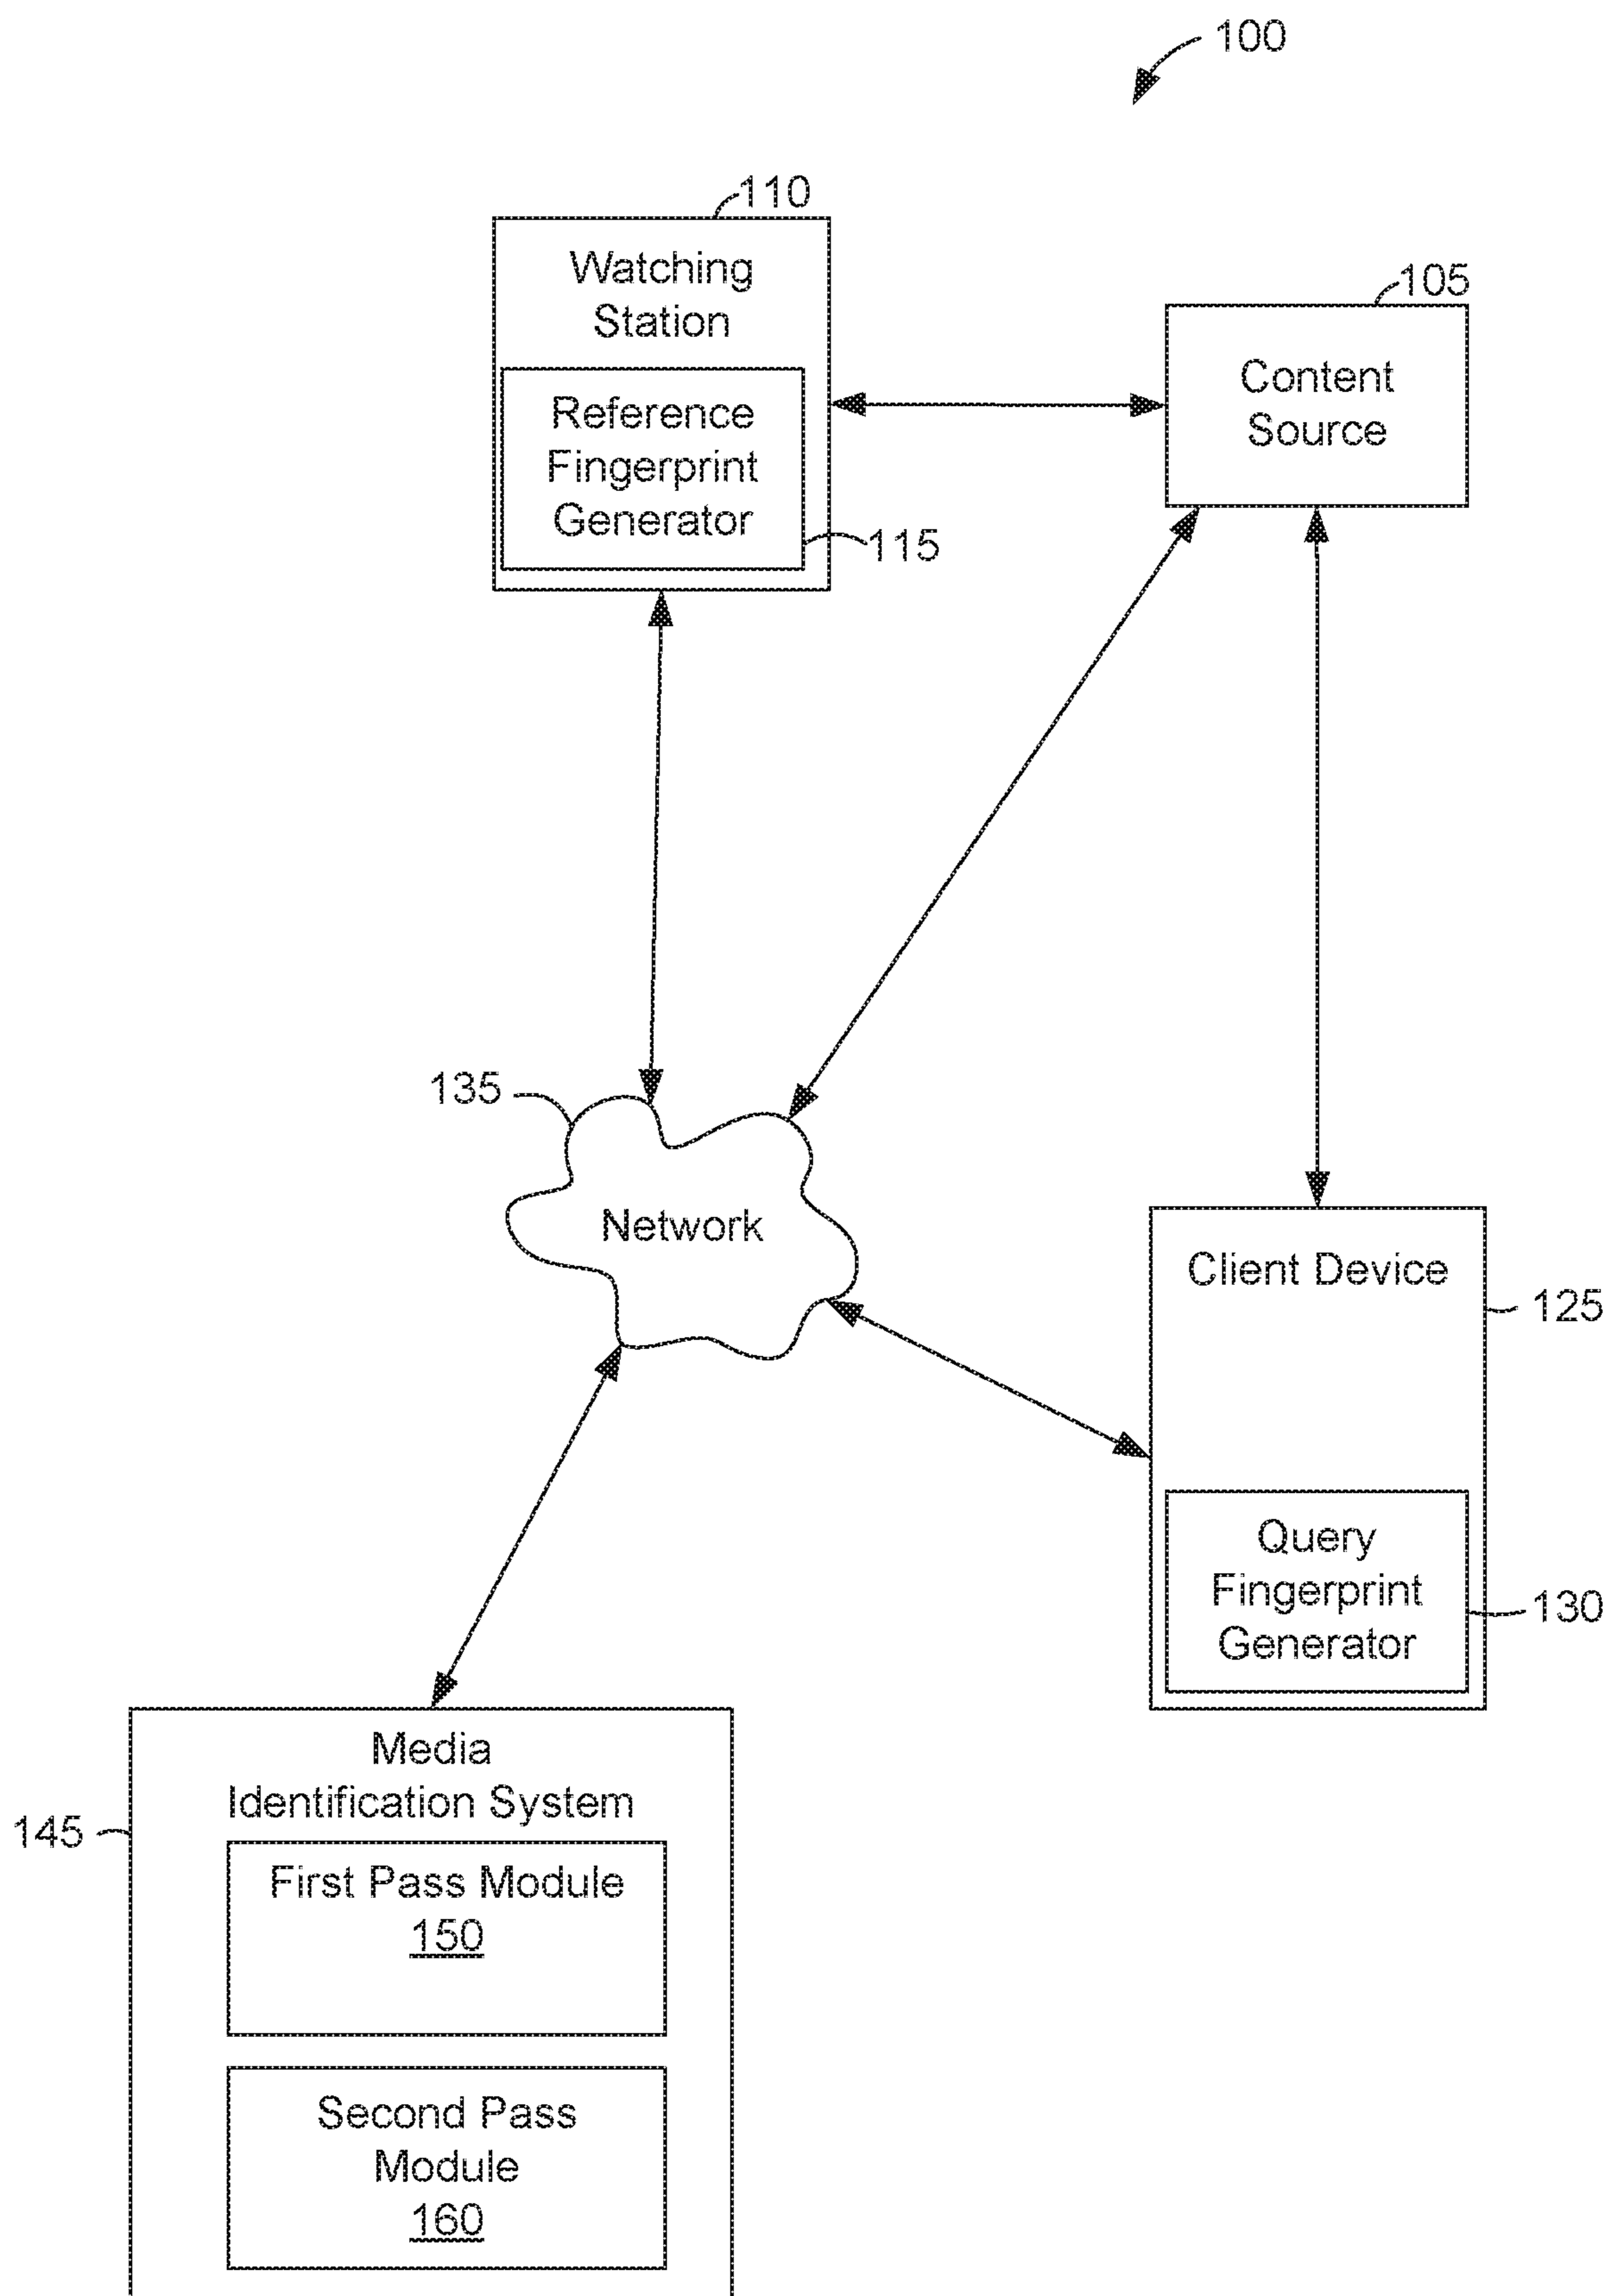 100
110
Watching
Station
105
Content
Source
Reference
Fingerprint
Generator
115
135
Network
Client Device
125
Query
Fingerprint
Generator
130
Media
Identification System
145
First Pass Module
150
Second Pass
Module
160